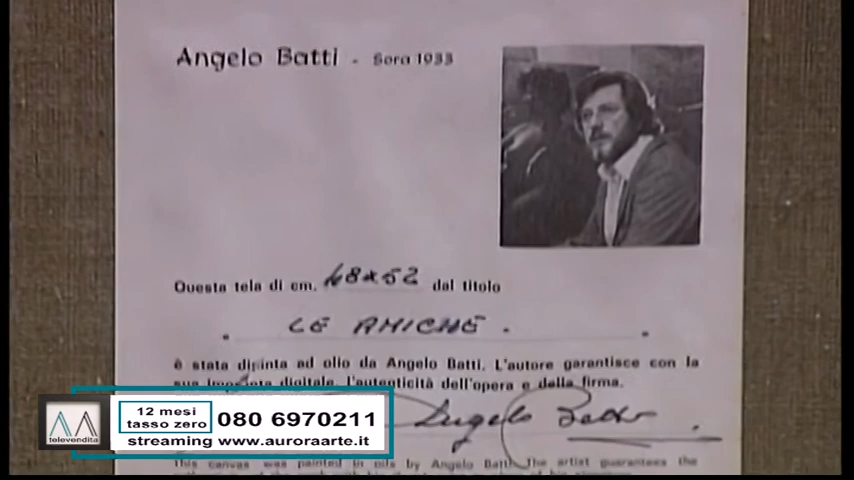 Angelo Batti - Sora 1933
Questa tela di cm. 48*52 dal titolo
LE AMICHE.
è stata dipinta ad olio da Angelo Batti. L'autore garantisce con la
sua impronta digitale, l'autenticità dell'opera e della firma.
Angelo Batti
This canvas was painted in oils by Angelo Batti The artist guarantees the
televendita
12 mesi
tasso zero
080 6970211
streaming www.auroraarte.it